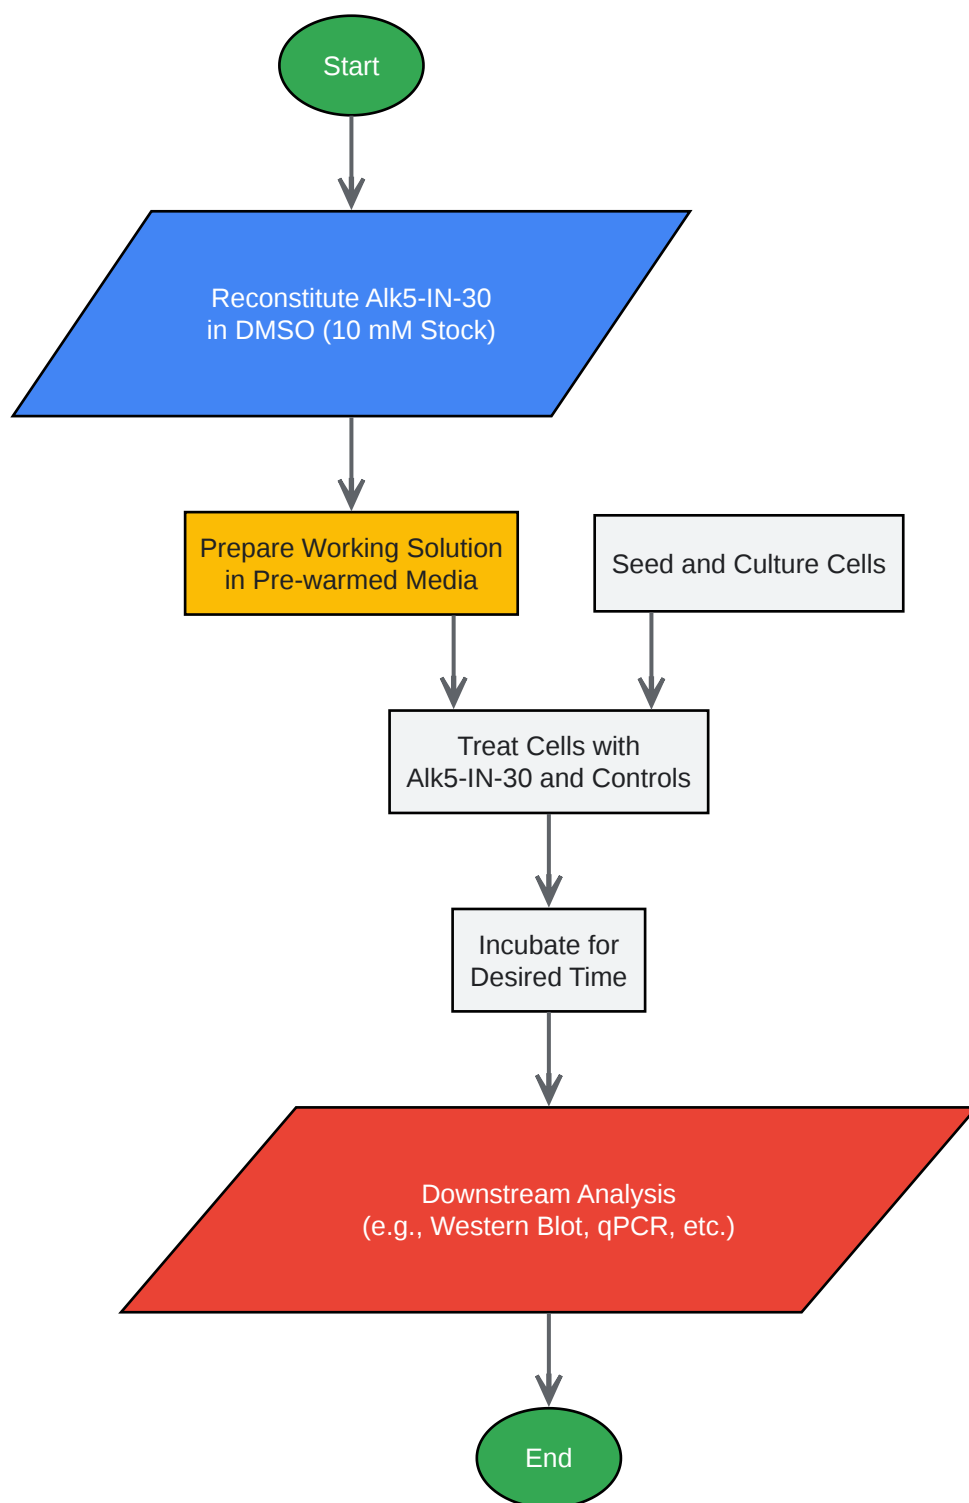 Start
Reconstitute Alk5-IN-30
in DMSO (10 mM Stock)
Prepare Working Solution
in Pre-warmed Media
Seed and Culture Cells
Treat Cells with
Alk5-IN-30 and Controls
Incubate for
Desired Time
Downstream Analysis
(e.g., Western Blot, qPCR, etc.)
End